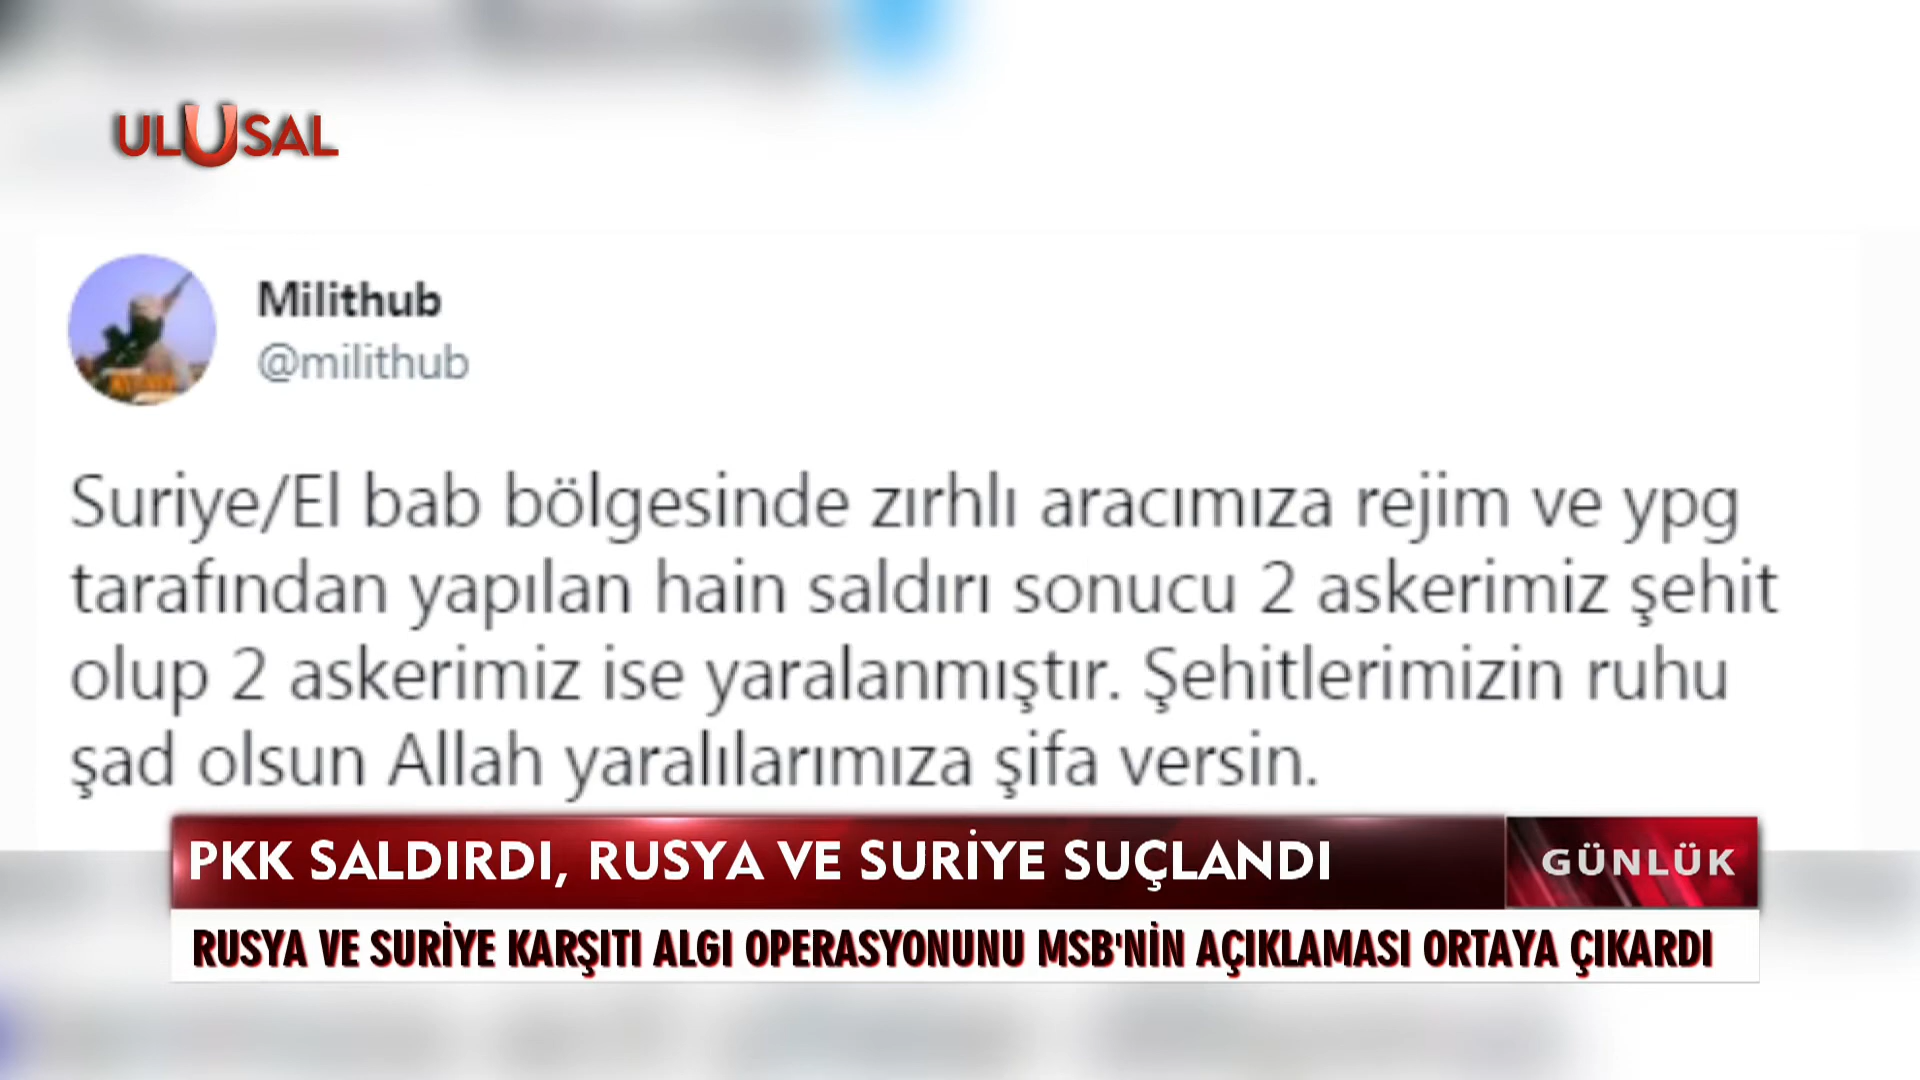 ULUSAL
Milithub
@milithub
Suriye/El bab bölgesinde zırhlı aracımıza rejim ve ypg
tarafından yapılan hain saldırı sonucu 2 askerimiz şehit
olup 2 askerimiz ise yaralanmıştır. Şehitlerimizin ruhu
şad olsun Allah yaralılarımıza şifa versin.
PKK SALDIRDI, RUSYA VE SURİYE SUÇLANDI
GÜNLÜK
RUSYA VE SURİYE KARŞITI ALGI OPERASYONUNU MSB'NİN AÇIKLAMASI ORTAYA ÇIKARDI